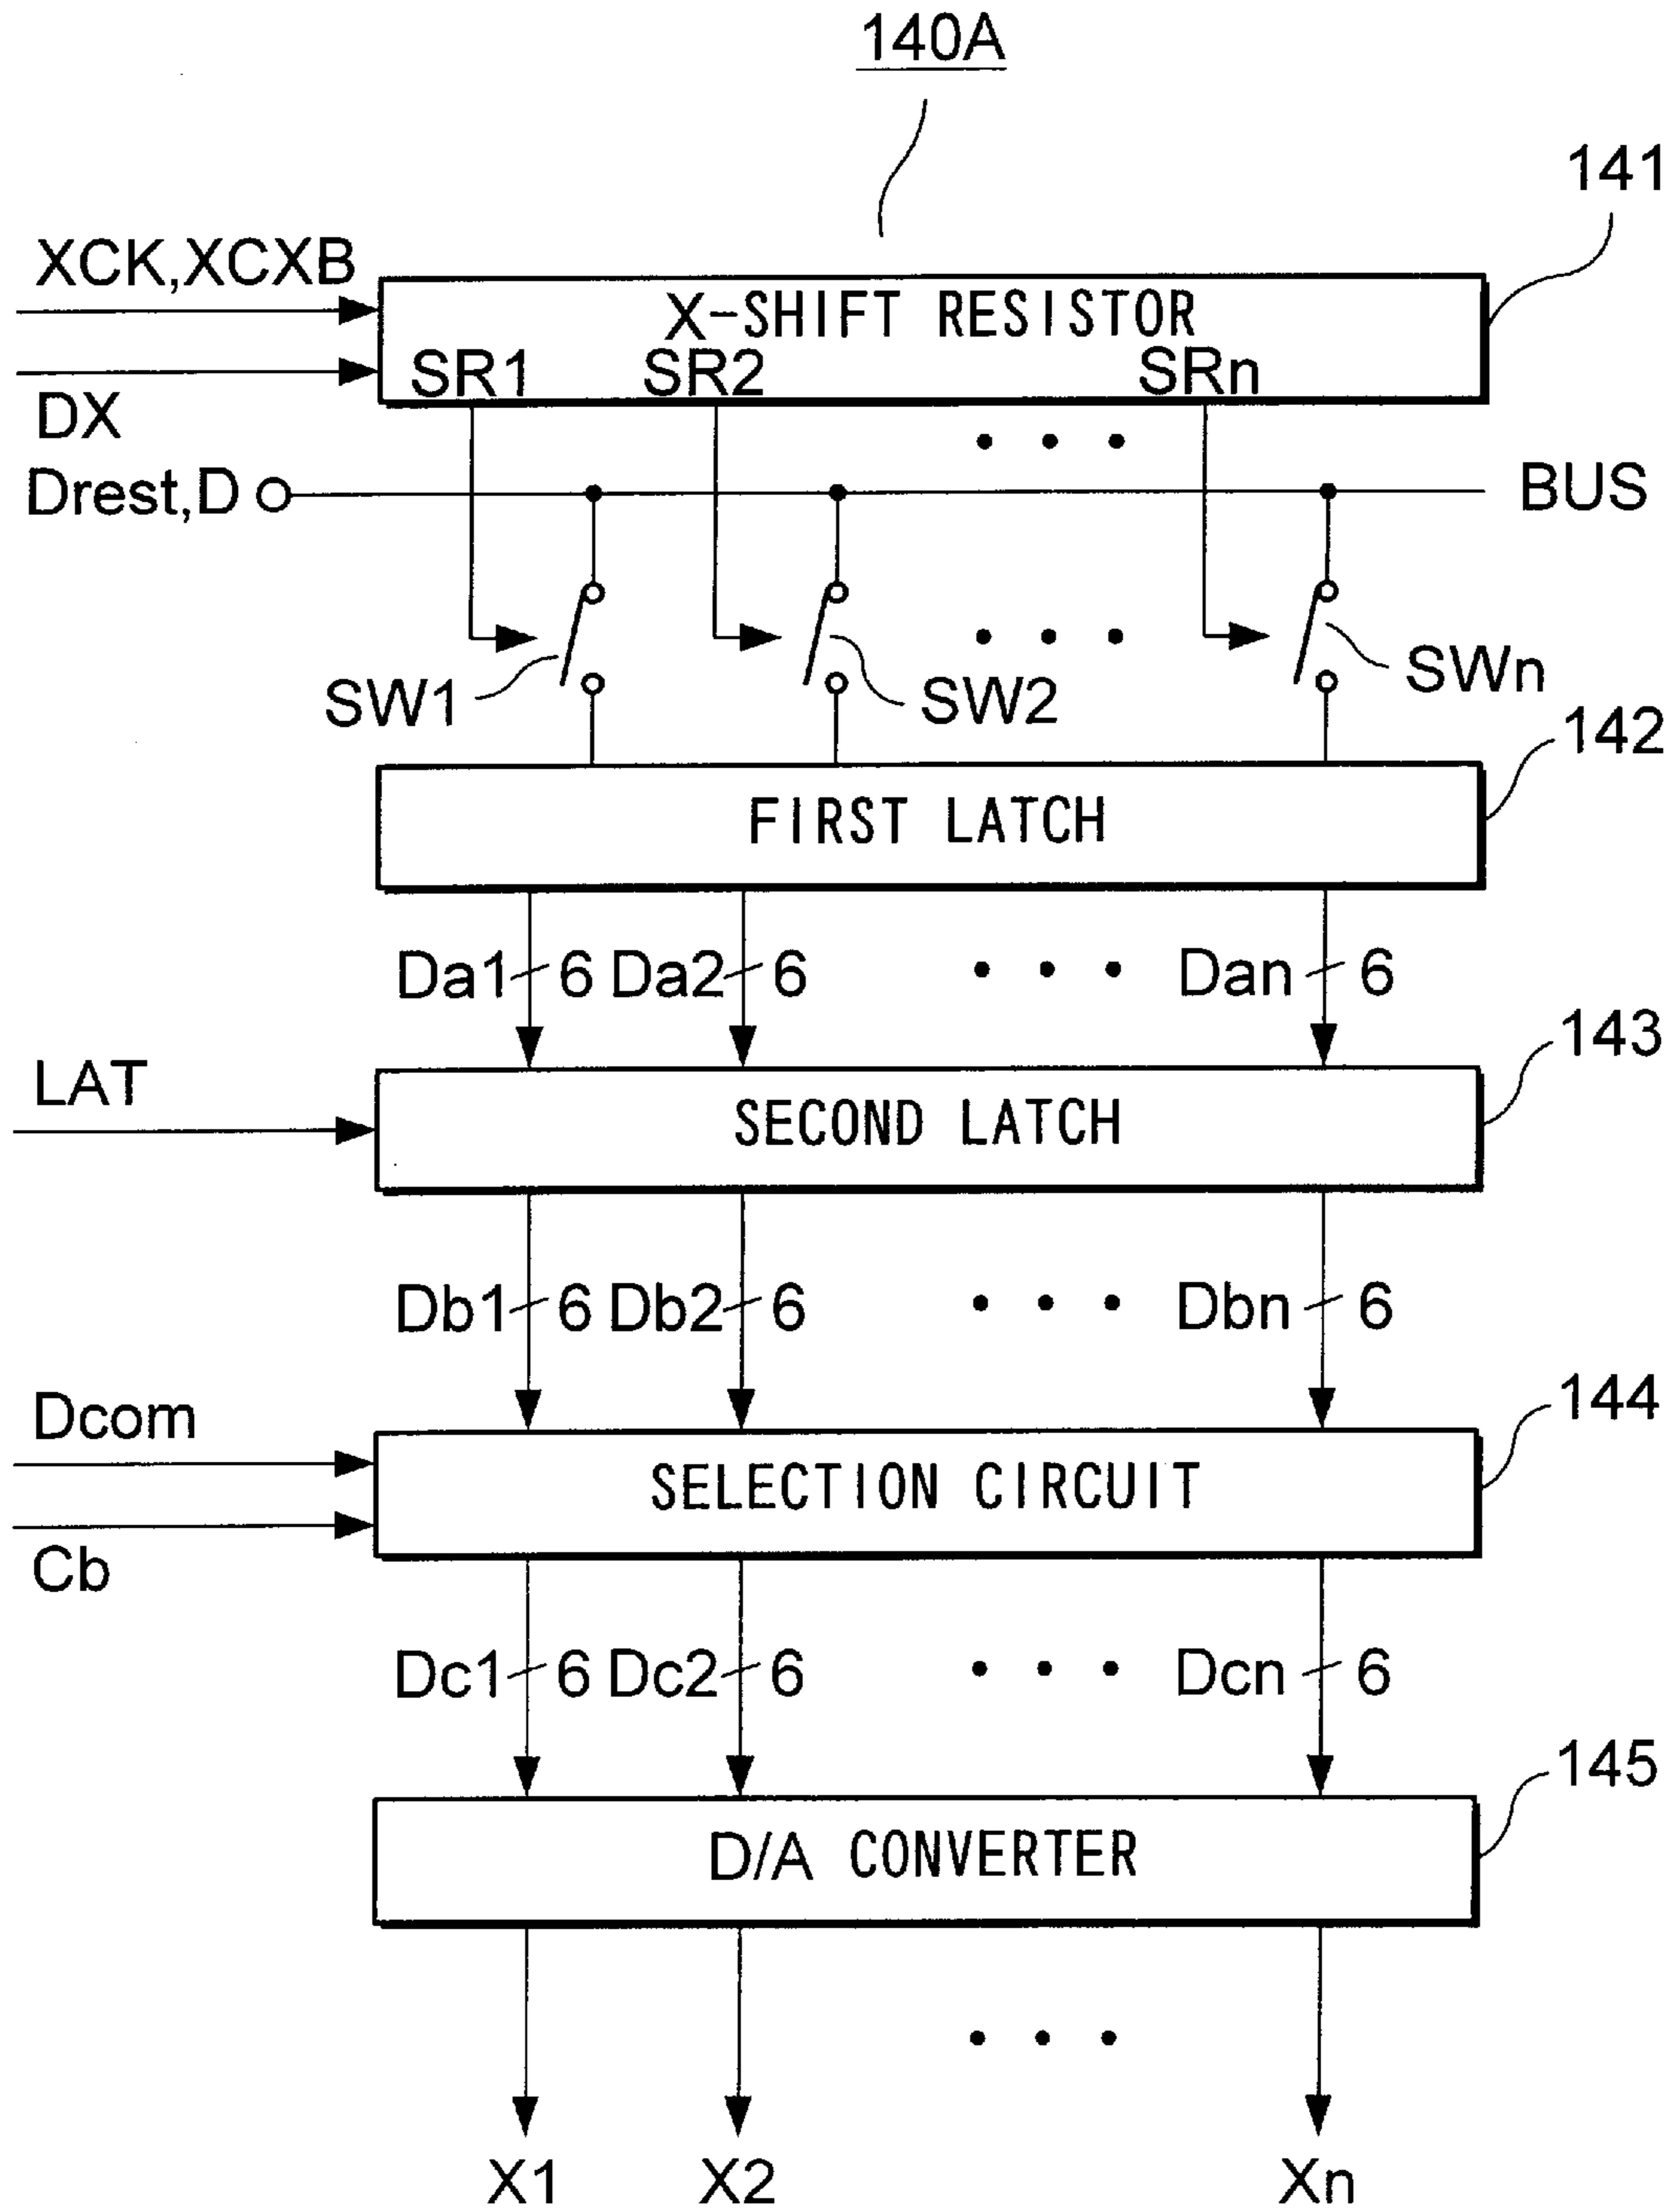 140A
141
XCK,XCXB
X-SHIFT RESISTOR
SR1 SR2 SRn
DX
Drest,D
BUS
SW1
SW2
SWn
142
FIRST LATCH
Da1 6 Da2 6 Dan 6
143
LAT
SECOND LATCH
Db1 6 Db2 6 Dbn 6
144
Dcom
SELECTION CIRCUIT
Cb
Dc1 6 Dc2 6 Dcn 6
145
D/A CONVERTER
X1 X2 Xn